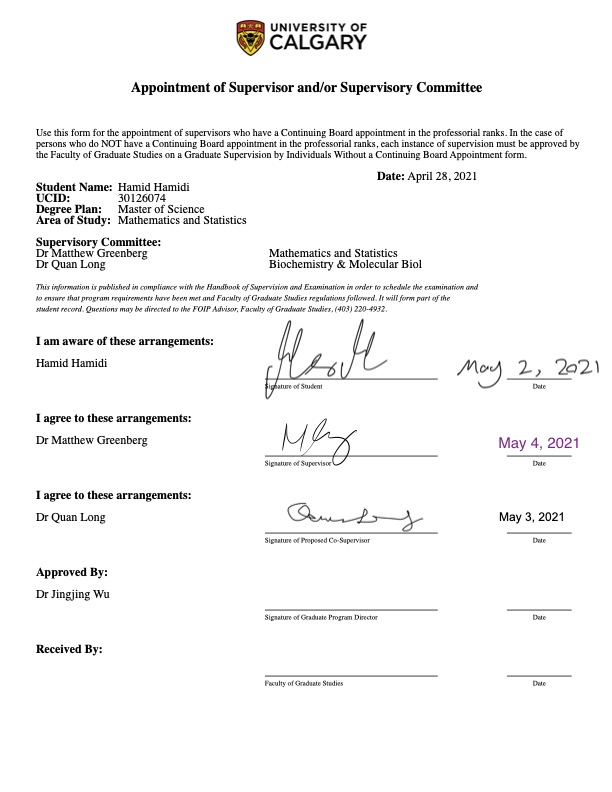 UNIVERSITY OF
CALGARY
Appointment of Supervisor and/or Supervisory Committee
Use this form for the appointment of supervisors who have a Continuing Board appointment in the professorial ranks. In the case of
persons who do NOT have a Continuing Board appointment in the professorial ranks, each instance of supervision must be approved by
the Faculty of Graduate Studies on a Graduate Supervision by Individuals Without a Continuing Board Appointment form.
Date: April 28, 2021
Student Name: Hamid Hamidi
UCID: 30126074
Degree Plan: Master of Science
Area of Study: Mathematics and Statistics
Supervisory Committee:
Dr Matthew Greenberg Mathematics and Statistics
Dr Quan Long Biochemistry & Molecular Biol
This information is published in compliance with the Handbook of Supervision and Examination in order to schedule the examination and
to ensure that program requirements have been met and Faculty of Graduate Studies regulations followed. It will form part of the
student record. Questions may be directed to the FOIP Advisor, Faculty of Graduate Studies, (403) 220-4932.
I am aware of these arrangements:
Hamid Hamidi May 2, 2021
Signature of Student Date
I agree to these arrangements:
Dr Matthew Greenberg May 4, 2021
Signature of Supervisor Date
I agree to these arrangements:
Dr Quan Long May 3, 2021
Signature of Proposed Co-Supervisor Date
Approved By:
Dr Jingjing Wu
Signature of Graduate Program Director Date
Received By:
Faculty of Graduate Studies Date